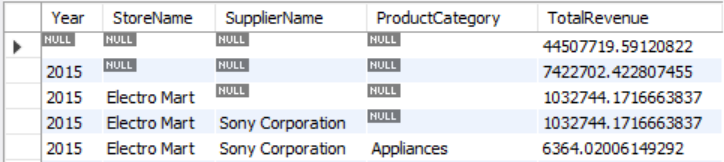 Year StoreName SupplierName ProductCategory TotalRevenue
NULL NULL NULL NULL 44507719.59120822
2015 NULL NULL NULL 7422702.422807455
2015 Electro Mart NULL NULL 1032744.1716663837
2015 Electro Mart Sony Corporation NULL 1032744.1716663837
2015 Electro Mart Sony Corporation Appliances 6364.02006149292